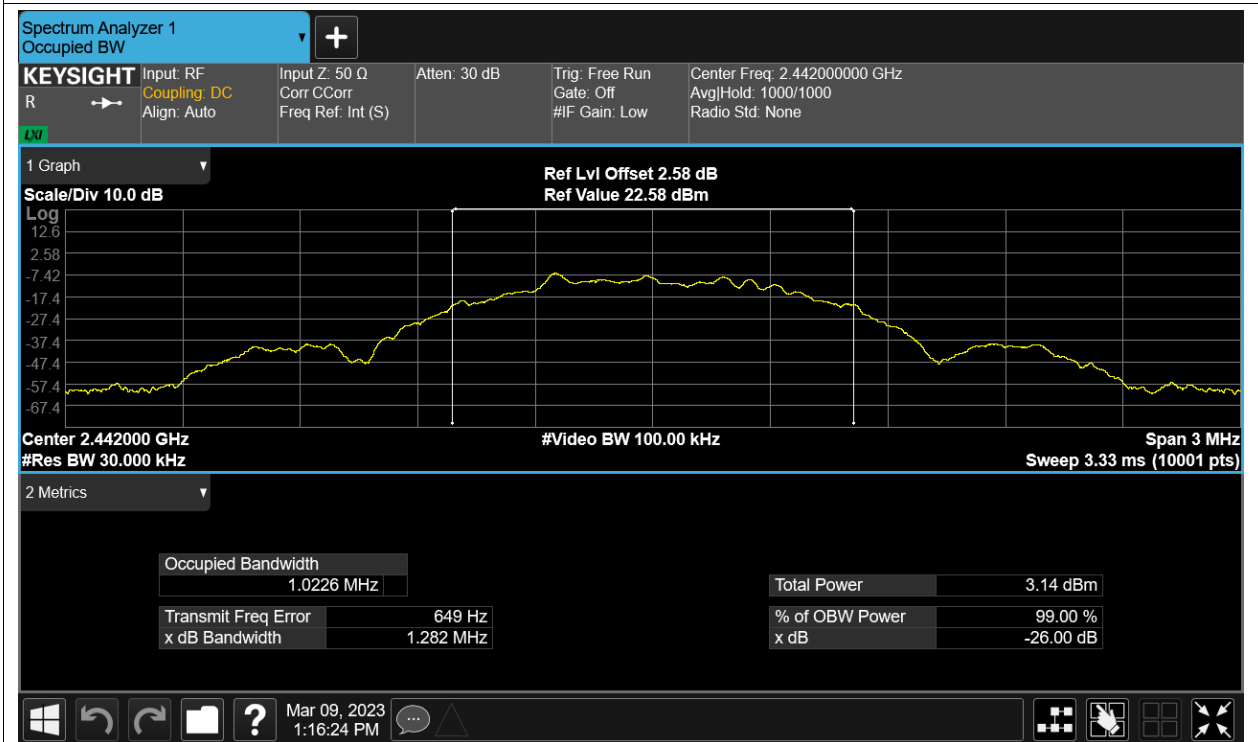 Spectrum Analyzer 1
Occupied BW
KEYSIGHT
R
LXI
Input: RF
Coupling: DC
Align: Auto
Input Z: 50 Ω
Corr CCorr
Freq Ref: Int (S)
Atten: 30 dB
Trig: Free Run
Gate: Off
#IF Gain: Low
Center Freq: 2.442000000 GHz
Avg|Hold: 1000/1000
Radio Std: None
1 Graph
Scale/Div 10.0 dB
Ref Lvl Offset 2.58 dB
Ref Value 22.58 dBm
Log
12.6
2.58
-7.42
-17.4
-27.4
-37.4
-47.4
-57.4
-67.4
Center 2.442000 GHz
#Res BW 30.000 kHz
#Video BW 100.00 kHz
Span 3 MHz
Sweep 3.33 ms (10001 pts)
2 Metrics
Occupied Bandwidth
1.0226 MHz
Transmit Freq Error 649 Hz
x dB Bandwidth 1.282 MHz
Total Power 3.14 dBm
% of OBW Power 99.00 %
x dB -26.00 dB
?
Mar 09, 2023
1:16:24 PM